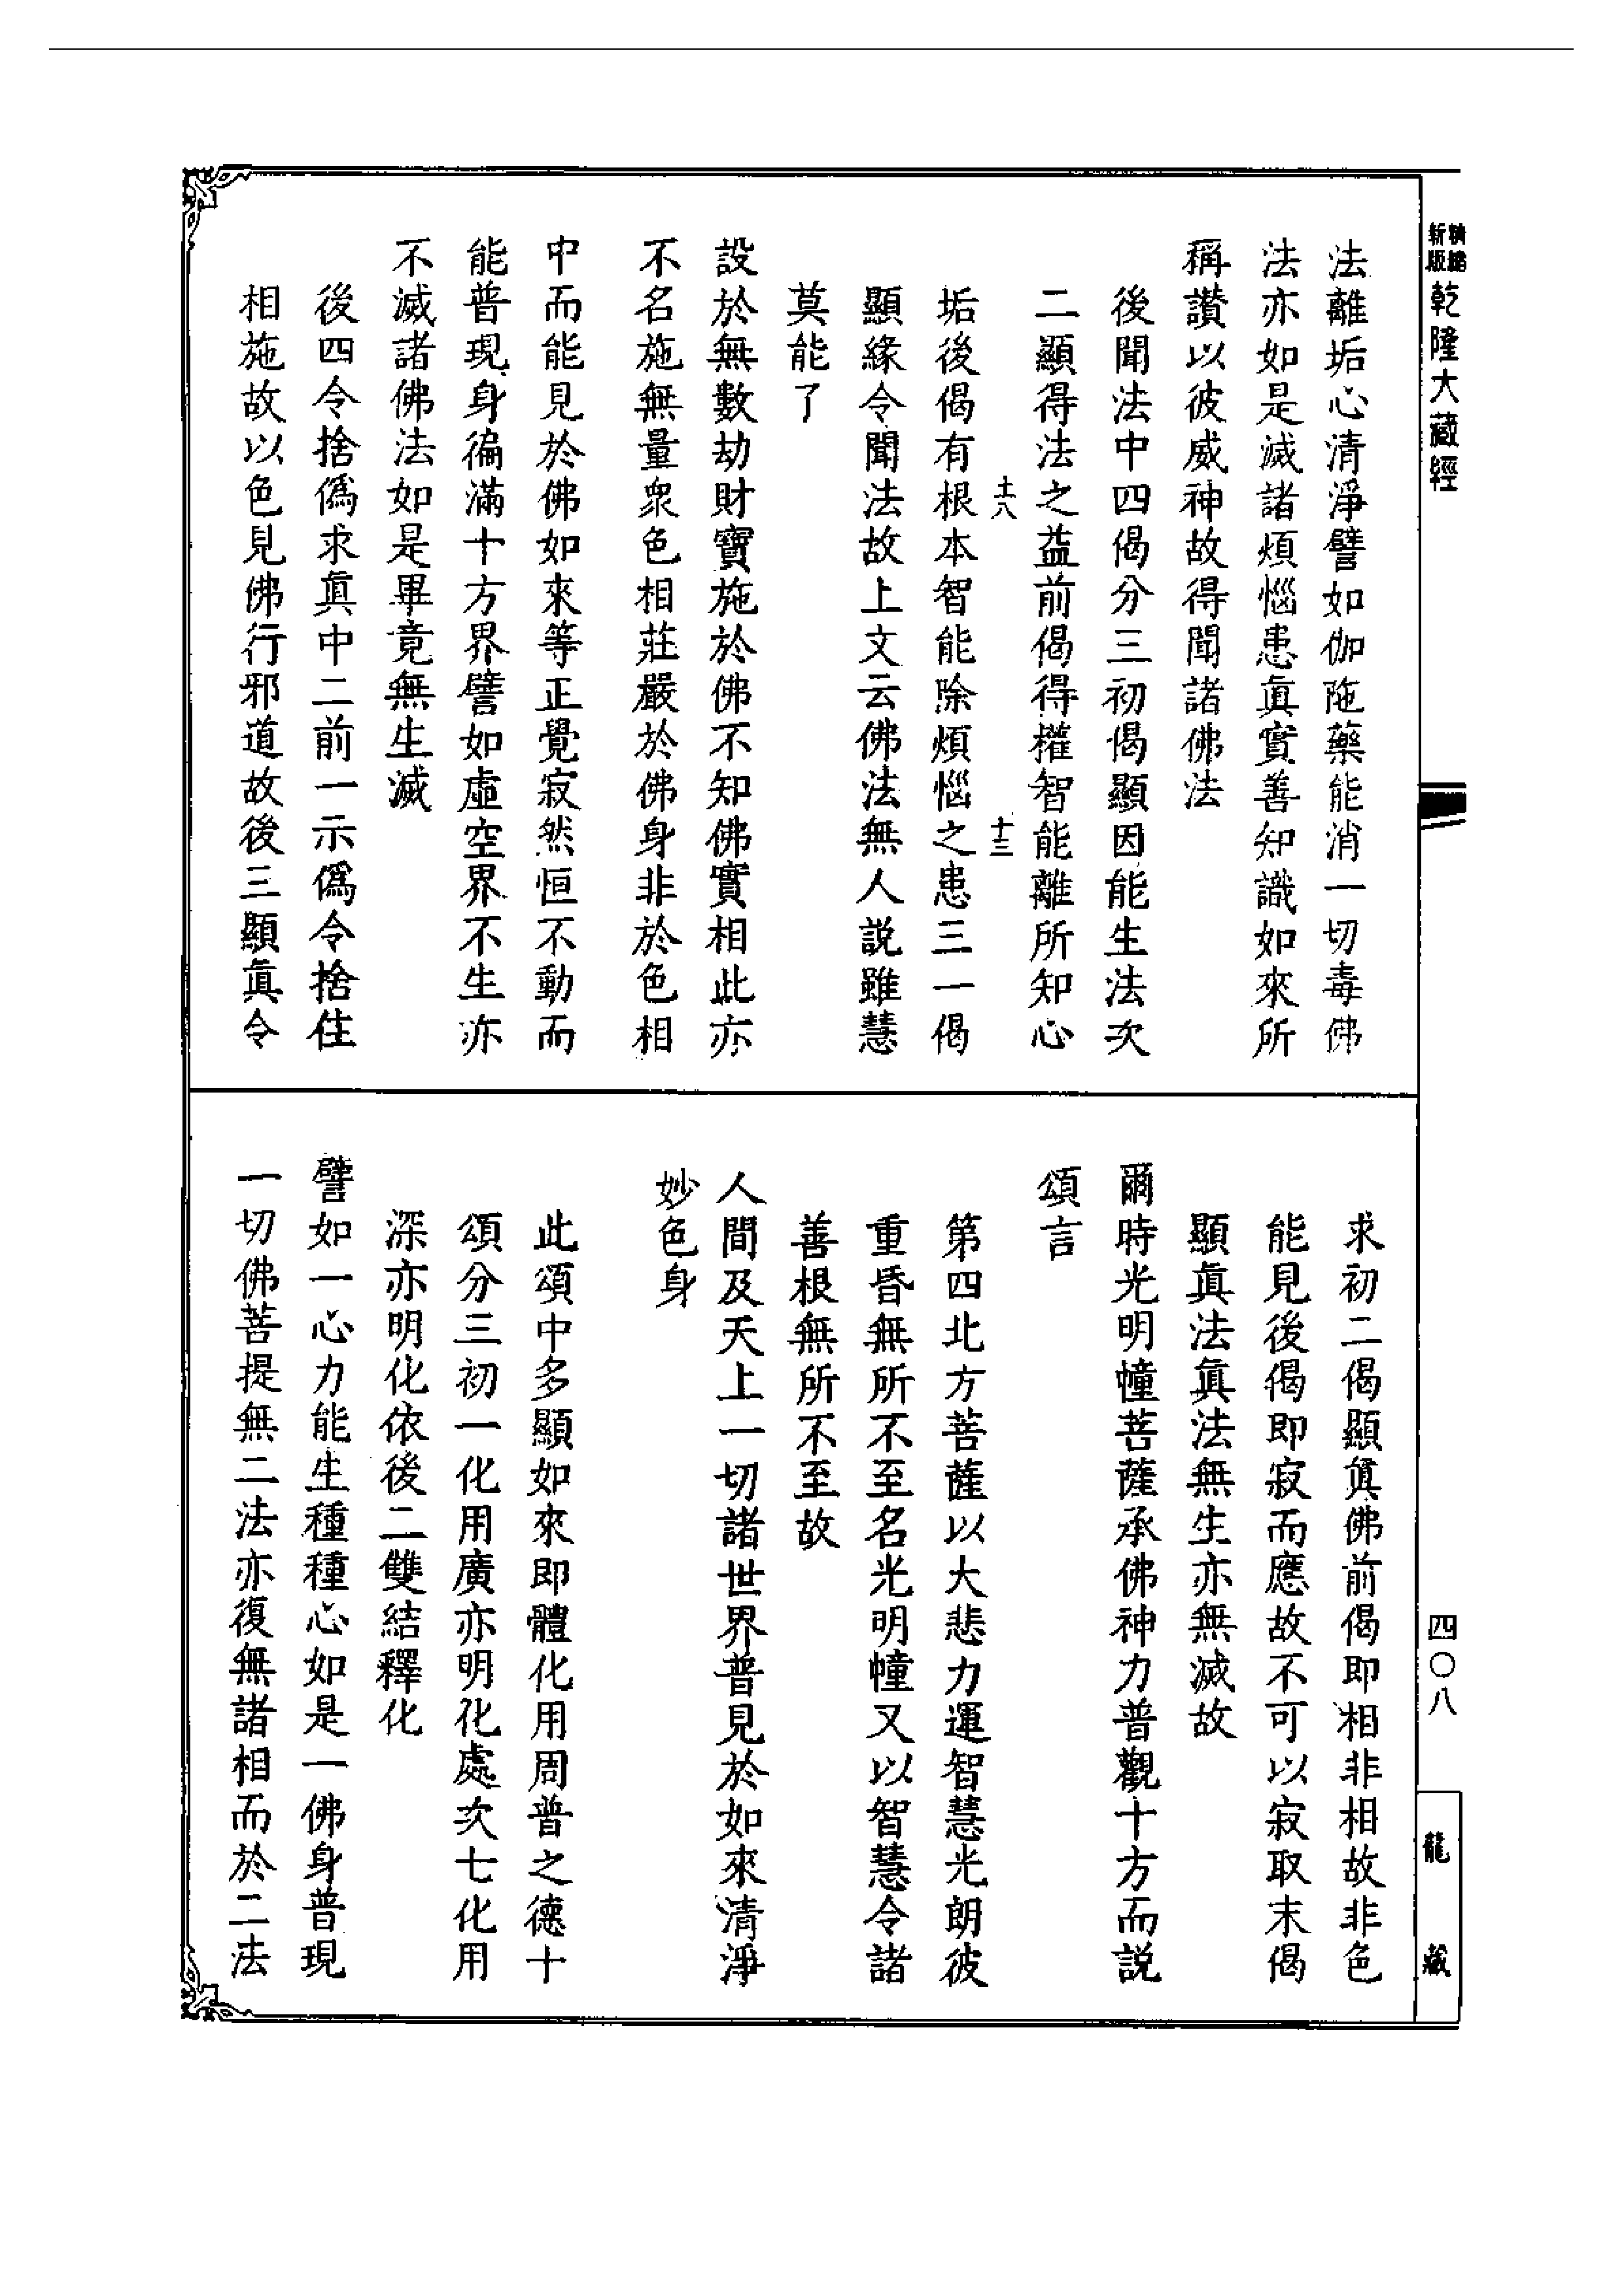 乾隆大藏經
法離垢心清淨譬如伽陁藥能消一切毒佛
法亦如是滅諸煩惱患眞實善知識如來所
稱讚以彼威神故得聞諸佛法
後聞法中四偈分三初偈顯因能生法次
二顯得法之益前偈得權智能離所知心
十三
垢後偈有根本智能除煩惱之患三一偈
顯緣令聞法故上文云佛法無人説雖慧
莫能了
設於無數劫財寶施於佛不知佛實相此亦
不名施無量衆色相莊嚴於佛身非於色相
中而能見於佛如來等正覺寂然恒不動而
能普現身徧滿十方界譬如虛空界不生亦
不滅諸佛法如是畢竟無生滅
後四令捨僞求眞中二前一示僞令捨住
相施故以色見佛行邪道故後三顯眞令
求初二偈顯眞佛前偈即相非相故非色
能見後偈即寂而應故不可以寂取末偈
顯眞法眞法無生亦無滅故
爾時光明幢菩薩承佛神力普觀十方而説
頌言
第四北方菩薩以大悲力運智慧光朗彼
重昏無所不至名光明幢又以智慧令諸
善根無所不至故
人間及天上一切諸世界普見於如來清淨
妙色身
此頌中多顯如來即體化用周普之德十
頌分三初一化用廣亦明化處次七化用
深亦明化依後二雙結釋化
譬如一心力能生種種心如是一佛身普現
一切佛菩提無二法亦復無諸相而於二法
四〇八
龍藏